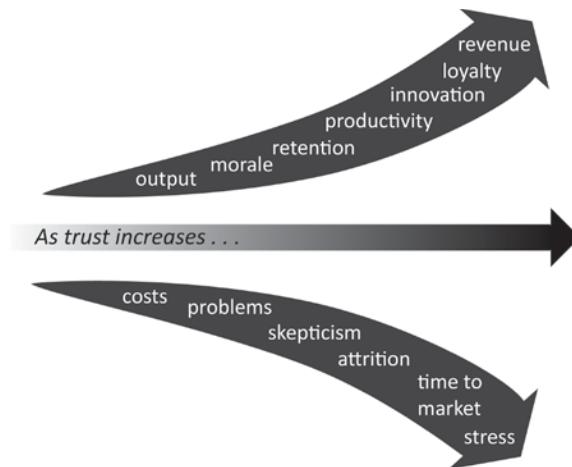 revenue
loyalty
innovation
productivity
retention
morale
output
As trust increases . . .
costs
problems
skepticism
attrition
time to
market
stress